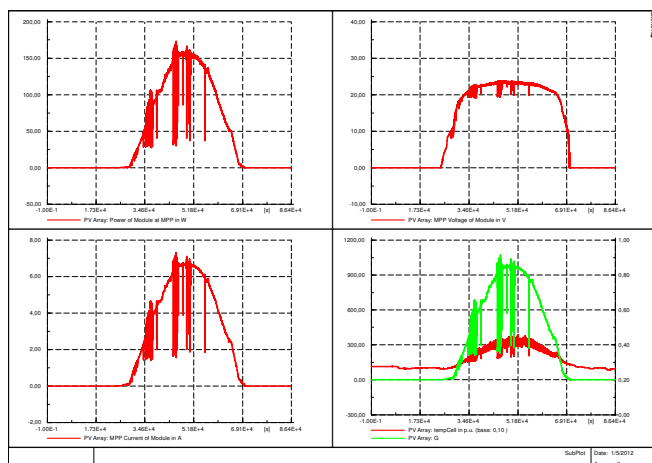 200,00
150,00
100,00
50,00
0,00
-50,00
-1.00E-1 1.73E+4 3.46E+4 5.18E+4 6.91E+4 [s] 8.64E+4
PV Array: Power of Module at MPP in W
40,00
30,00
20,00
10,00
0,00
-10,00
-1.00E-1 1.73E+4 3.46E+4 5.18E+4 6.91E+4 [s] 8.64E+4
PV Array: MPP Voltage of Module in V
8,00
6,00
4,00
2,00
0,00
-2,00
-1.00E-1 1.73E+4 3.46E+4 5.18E+4 6.91E+4 [s] 8.64E+4
PV Array: MPP Current of Module in A
1200,00
900,00
600,00
300,00
0,00
-300,00
1,00
0,80
0,60
0,40
0,20
0,00
-1.00E-1 1.73E+4 3.46E+4 5.18E+4 6.91E+4 [s] 8.64E+4
PV Array: tempCell in p.u. (base: 0,10 )
PV Array: G
SubPlot
Date: 1/5/2012